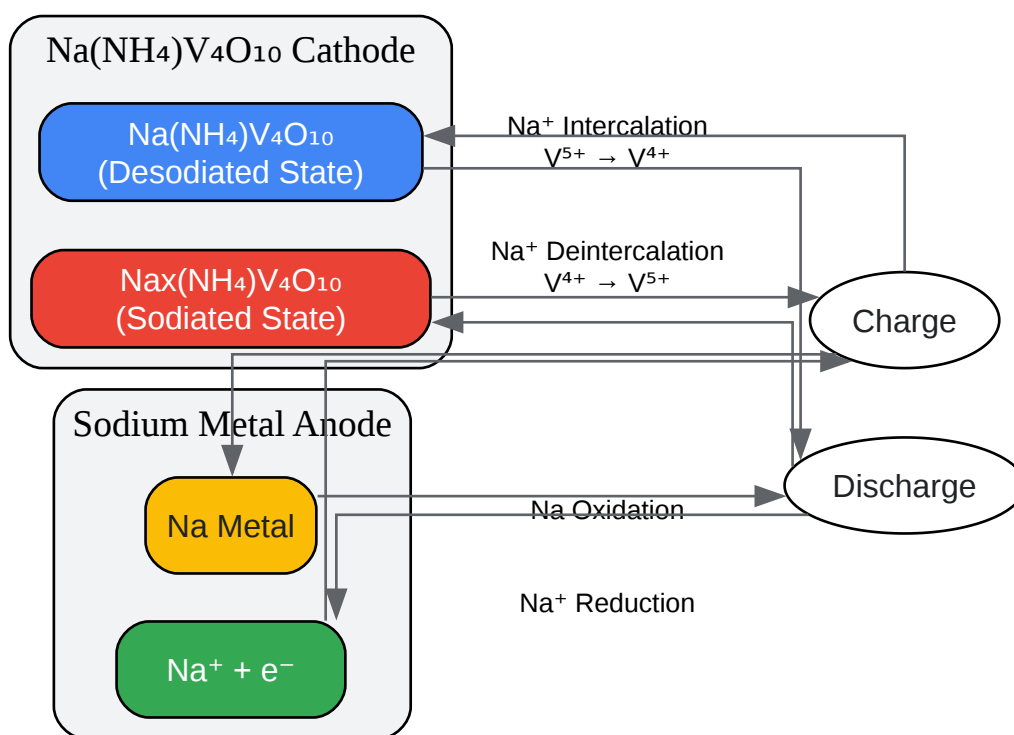 Na(NH₄)V₄O₁₀ Cathode
Na(NH₄)V₄O₁₀
(Desodiated State)
Na⁺ Intercalation
V⁵⁺ → V⁴⁺
Nax(NH₄)V₄O₁₀
(Sodiated State)
Na⁺ Deintercalation
V⁴⁺ → V⁵⁺
Charge
Sodium Metal Anode
Na Metal
Na Oxidation
Discharge
Na⁺ Reduction
Na⁺ + e⁻